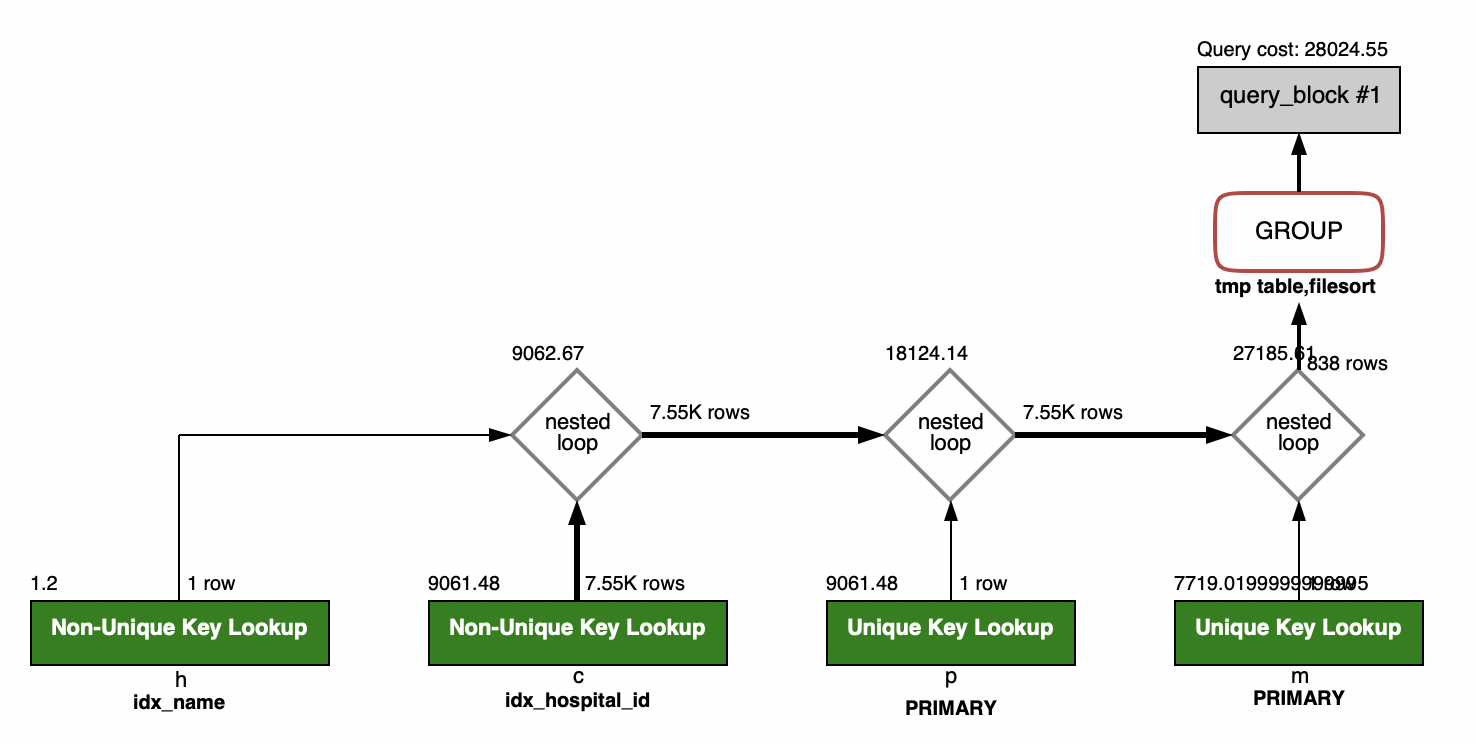 Query cost: 28024.55
query_block #1
GROUP
tmp table,filesort
9062.67
18124.14
27185.61
838 rows
7.55K rows
7.55K rows
nested
loop
nested
loop
nested
loop
1.2
1 row
9061.48
7.55K rows
9061.48
1 row
7719.0199999999995
1 row
Non-Unique Key Lookup
Non-Unique Key Lookup
Unique Key Lookup
Unique Key Lookup
h
c
p
m
idx_name
idx_hospital_id
PRIMARY
PRIMARY